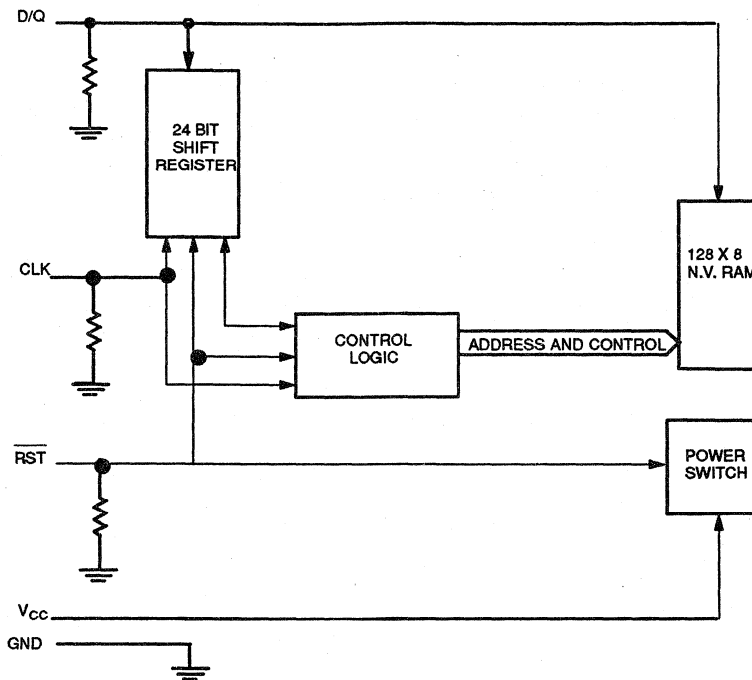 D/Q
24 BIT
SHIFT
REGISTER
128 X 8
N.V. RAM
CLK
CONTROL
LOGIC
ADDRESS AND CONTROL
RST
POWER
SWITCH
VCC
GND